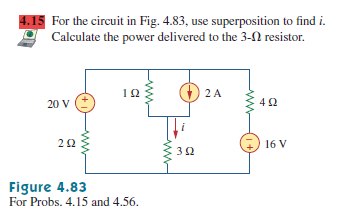 4.15 For the circuit in Fig. 4.83, use superposition to find i.
Calculate the power delivered to the 3-Ω resistor.
20 V
+
−
1 Ω
2 A
4 Ω
2 Ω
i
3 Ω
−
+
16 V
Figure 4.83
For Probs. 4.15 and 4.56.